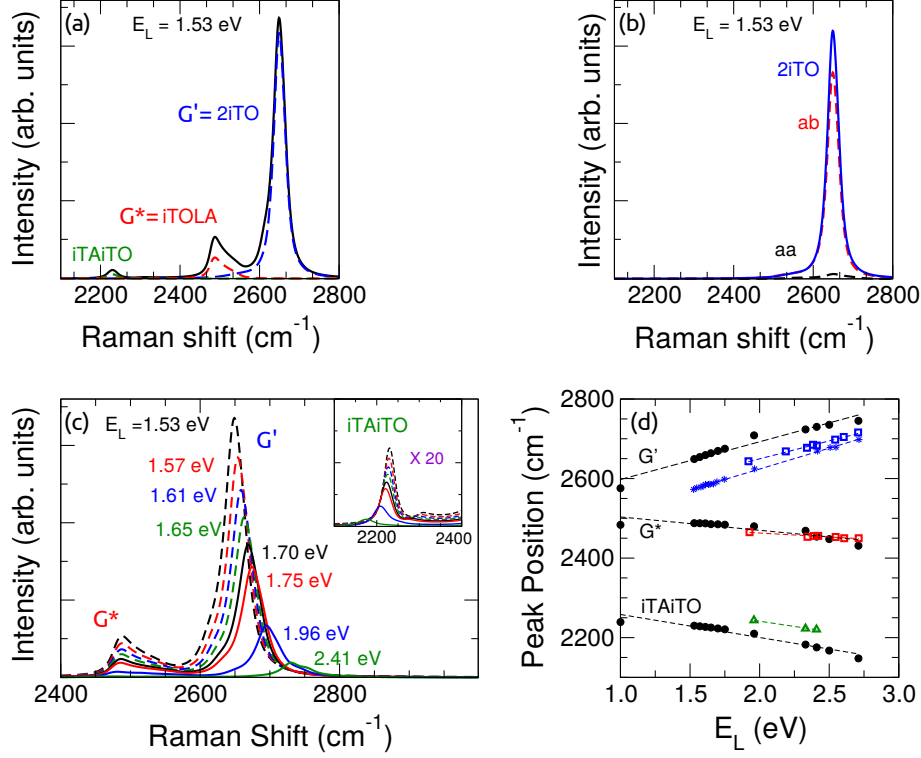 (a)
E_L = 1.53 eV
G' = 2iTO
G* = iTOLA
iTAiTO
Intensity (arb. units)
2200 2400 2600 2800
Raman shift (cm⁻¹)
(b)
E_L = 1.53 eV
2iTO
ab
aa
Intensity (arb. units)
2200 2400 2600 2800
Raman shift (cm⁻¹)
(c)
E_L =1.53 eV
G'
1.57 eV
1.61 eV
1.65 eV
1.70 eV
1.75 eV
1.96 eV
2.41 eV
G*
iTAiTO
X 20
2200 2400
Intensity (arb. units)
2400 2600 2800
Raman Shift (cm⁻¹)
(d)
2800
2600
2400
2200
G'
G*
iTAiTO
Peak Position (cm⁻¹)
1.0 1.5 2.0 2.5 3.0
E_L (eV)